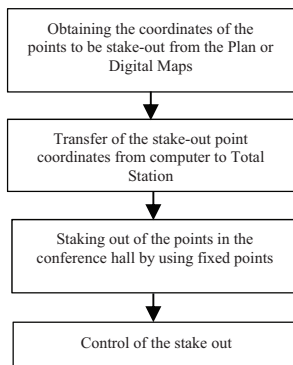 Obtaining the coordinates of the
points to be stake-out from the Plan or
Digital Maps
Transfer of the stake-out point
coordinates from computer to Total
Station
Staking out of the points in the
conference hall by using fixed points
Control of the stake out